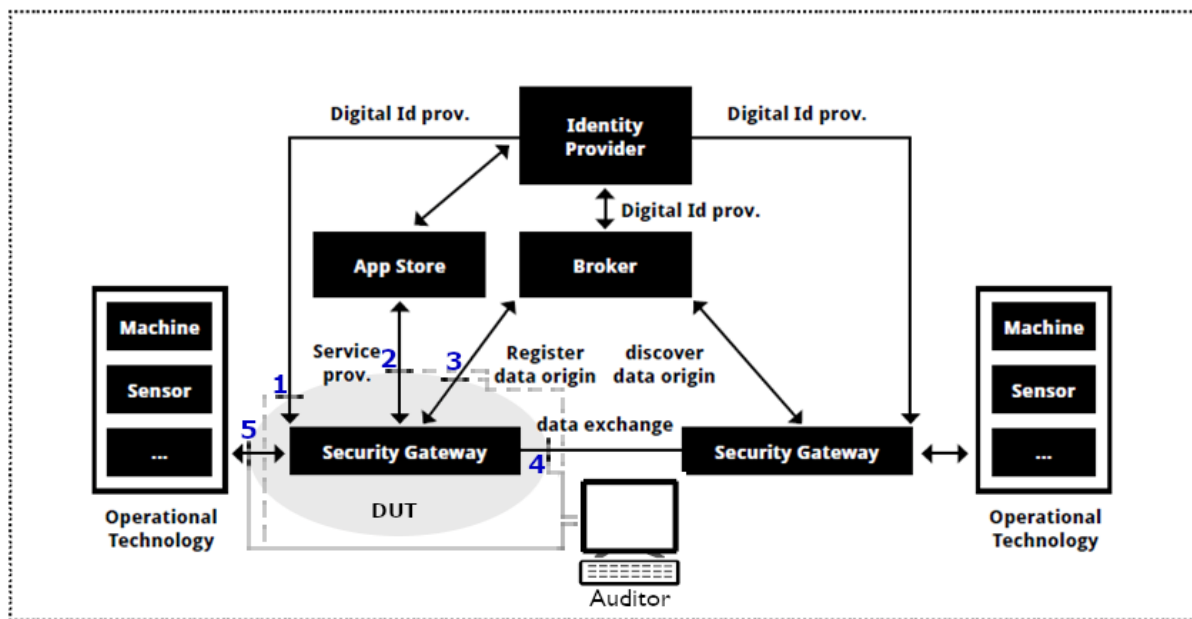 Digital Id prov.
Identity
Provider
Digital Id prov.
Digital Id prov.
App Store
Broker
Machine
Sensor
...
Operational
Technology
Service
prov.
Register
data origin
discover
data origin
1
2
3
5
4
data exchange
Security Gateway
Security Gateway
DUT
Auditor
Machine
Sensor
...
Operational
Technology